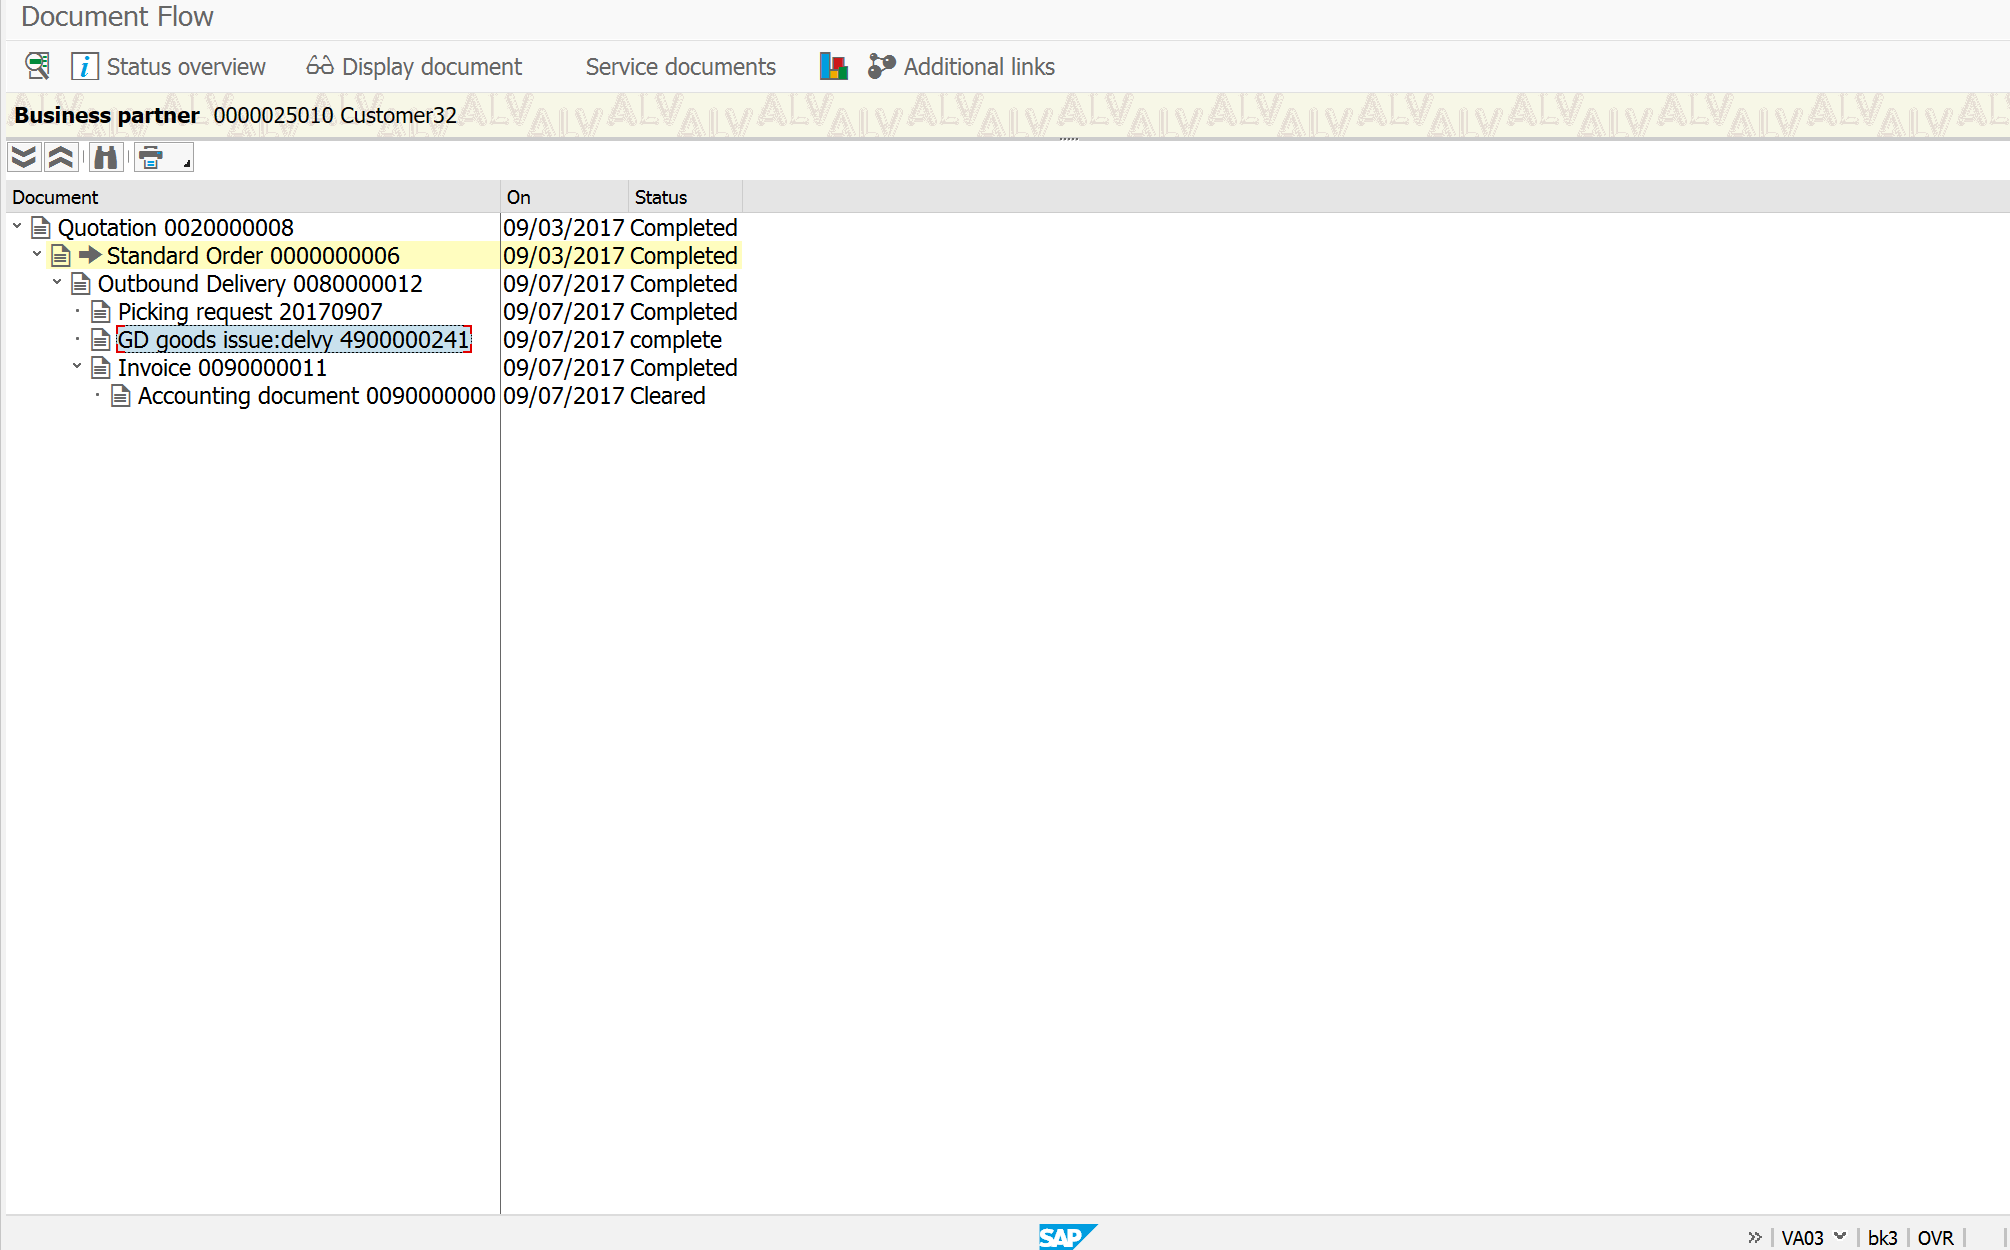 Document Flow
Status overview Display document Service documents Additional links
Business partner 0000025010 Customer32
Document On Status
Quotation 0020000008 09/03/2017 Completed
Standard Order 0000000006 09/03/2017 Completed
Outbound Delivery 0080000012 09/07/2017 Completed
Picking request 20170907 09/07/2017 Completed
GD goods issue:delvy 4900000241 09/07/2017 complete
Invoice 0090000011 09/07/2017 Completed
Accounting document 0090000000 09/07/2017 Cleared
SAP VA03 bk3 OVR